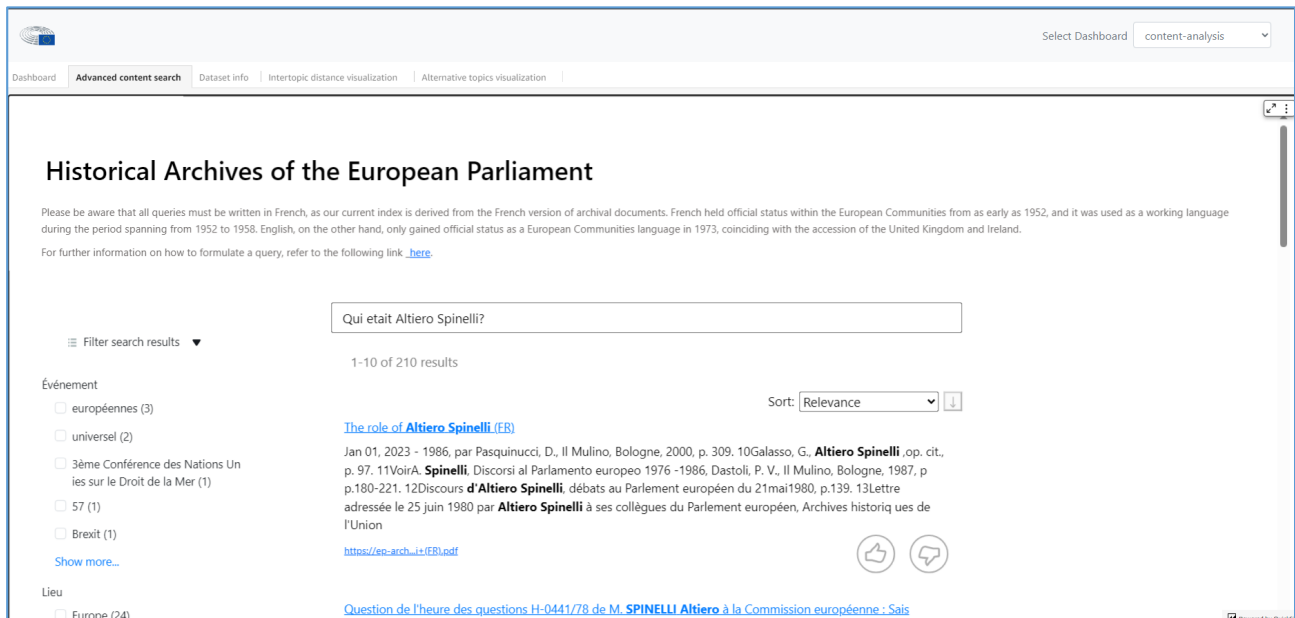 Select Dashboard content-analysis
Dashboard Advanced content search Dataset info Intertopic distance visualization Alternative topics visualization
Historical Archives of the European Parliament
Please be aware that all queries must be written in French, as our current index is derived from the French version of archival documents. French held official status within the European Communities from as early as 1952, and it was used as a working language
during the period spanning from 1952 to 1958. English, on the other hand, only gained official status as a European Communities language in 1973, coinciding with the accession of the United Kingdom and Ireland.
For further information on how to formulate a query, refer to the following link here.
Qui etait Altiero Spinelli?
Filter search results
1-10 of 210 results
Événement
européennes (3)
universel (2)
3ème Conférence des Nations Un
ies sur le Droit de la Mer (1)
57 (1)
Brexit (1)
Show more...
Lieu
Europe (24)
Sort: Relevance
The role of Altiero Spinelli (FR)
Jan 01, 2023 - 1986, par Pasquinucci, D., Il Mulino, Bologne, 2000, p. 309. 10Galasso, G., Altiero Spinelli ,op. cit.,
p. 97. 11VoirA. Spinelli, Discorsi al Parlamento europeo 1976 -1986, Dastoli, P. V., Il Mulino, Bologne, 1987, p
p.180-221. 12Discours d'Altiero Spinelli, débats au Parlement européen du 21mai1980, p.139. 13Lettre
adressée le 25 juin 1980 par Altiero Spinelli à ses collègues du Parlement européen, Archives historiq ues de
l'Union
https://ep-arch...i+(FR).pdf
Question de l'heure des questions H-0441/78 de M. SPINELLI Altiero à la Commission européenne : Sais